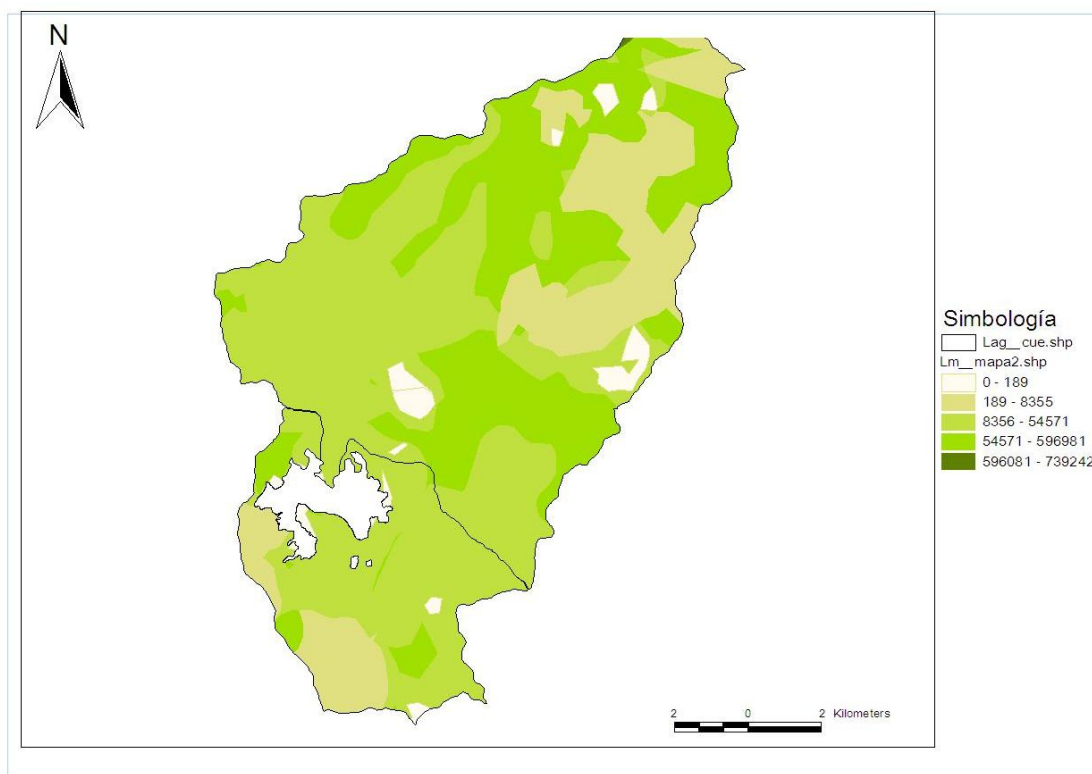 N
Simbología
Lag__cue.shp
Lm__mapa2.shp
0 - 189
189 - 8355
8356 - 54571
54571 - 596981
596081 - 739242
2 0 2 Kilometers